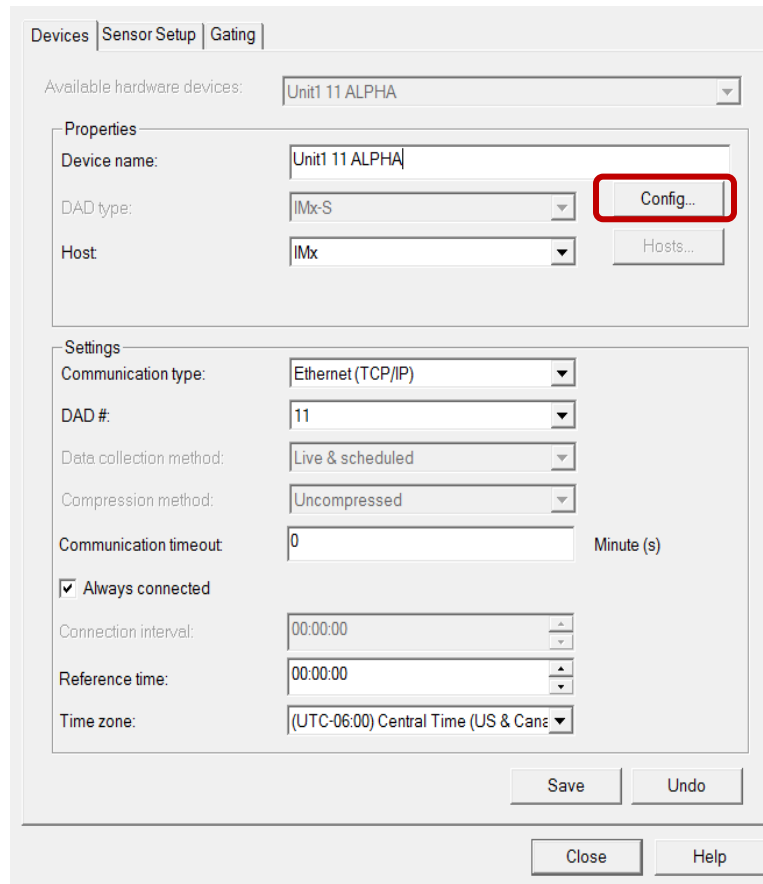 Devices Sensor Setup Gating
Available hardware devices: Unit1 11 ALPHA
Properties
Device name: Unit1 11 ALPHA
DAD type: IMx-S Config...
Host: IMx Hosts...
Settings
Communication type: Ethernet (TCP/IP)
DAD #: 11
Data collection method: Live & scheduled
Compression method: Uncompressed
Communication timeout: 0 Minute (s)
Always connected
Connection interval: 00:00:00
Reference time: 00:00:00
Time zone: (UTC-06:00) Central Time (US & Cana
Save Undo
Close Help